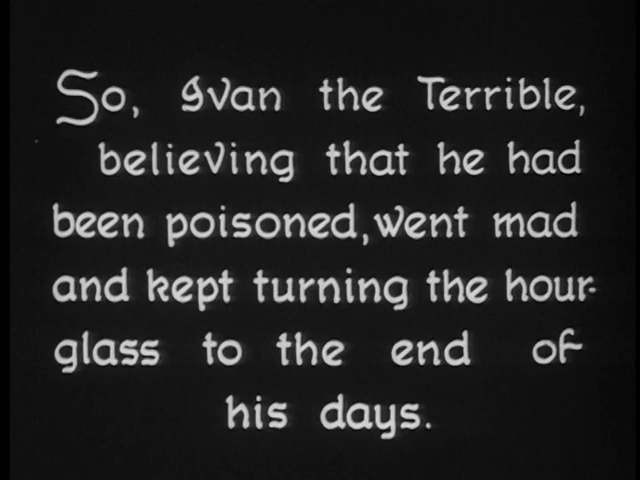 So, Ivan the Terrible,
believing that he had
been poisoned, went mad
and kept turning the hour-
glass to the end of
his days.